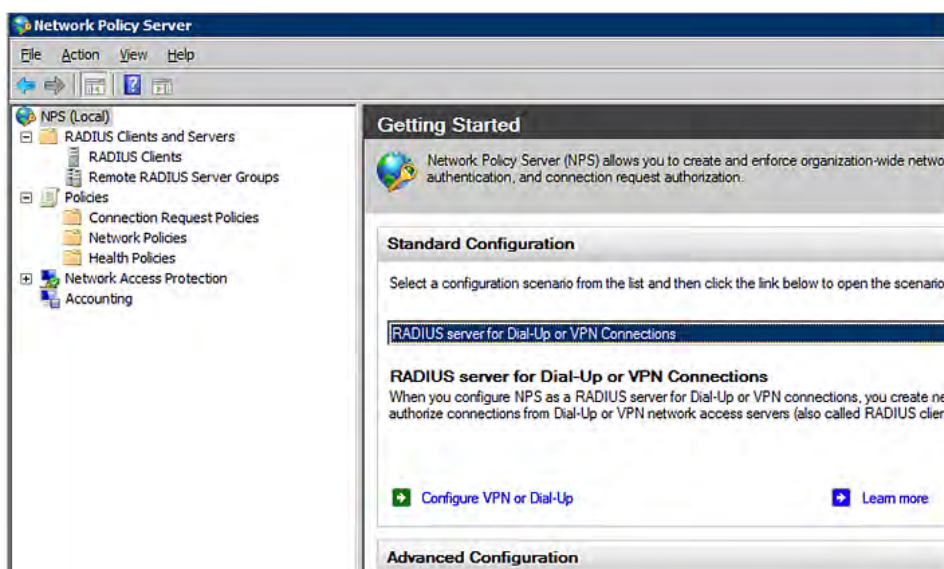 Network Policy Server
File Action View Help
NPS (Local)
RADIUS Clients and Servers
RADIUS Clients
Remote RADIUS Server Groups
Policies
Connection Request Policies
Network Policies
Health Policies
Network Access Protection
Accounting
Getting Started
Network Policy Server (NPS) allows you to create and enforce organization-wide netwo
authentication, and connection request authorization.
Standard Configuration
Select a configuration scenario from the list and then click the link below to open the scenario
RADIUS server for Dial-Up or VPN Connections
RADIUS server for Dial-Up or VPN Connections
When you configure NPS as a RADIUS server for Dial-Up or VPN connections, you create ne
authorize connections from Dial-Up or VPN network access servers (also called RADIUS clien
Configure VPN or Dial-Up
Learn more
Advanced Configuration